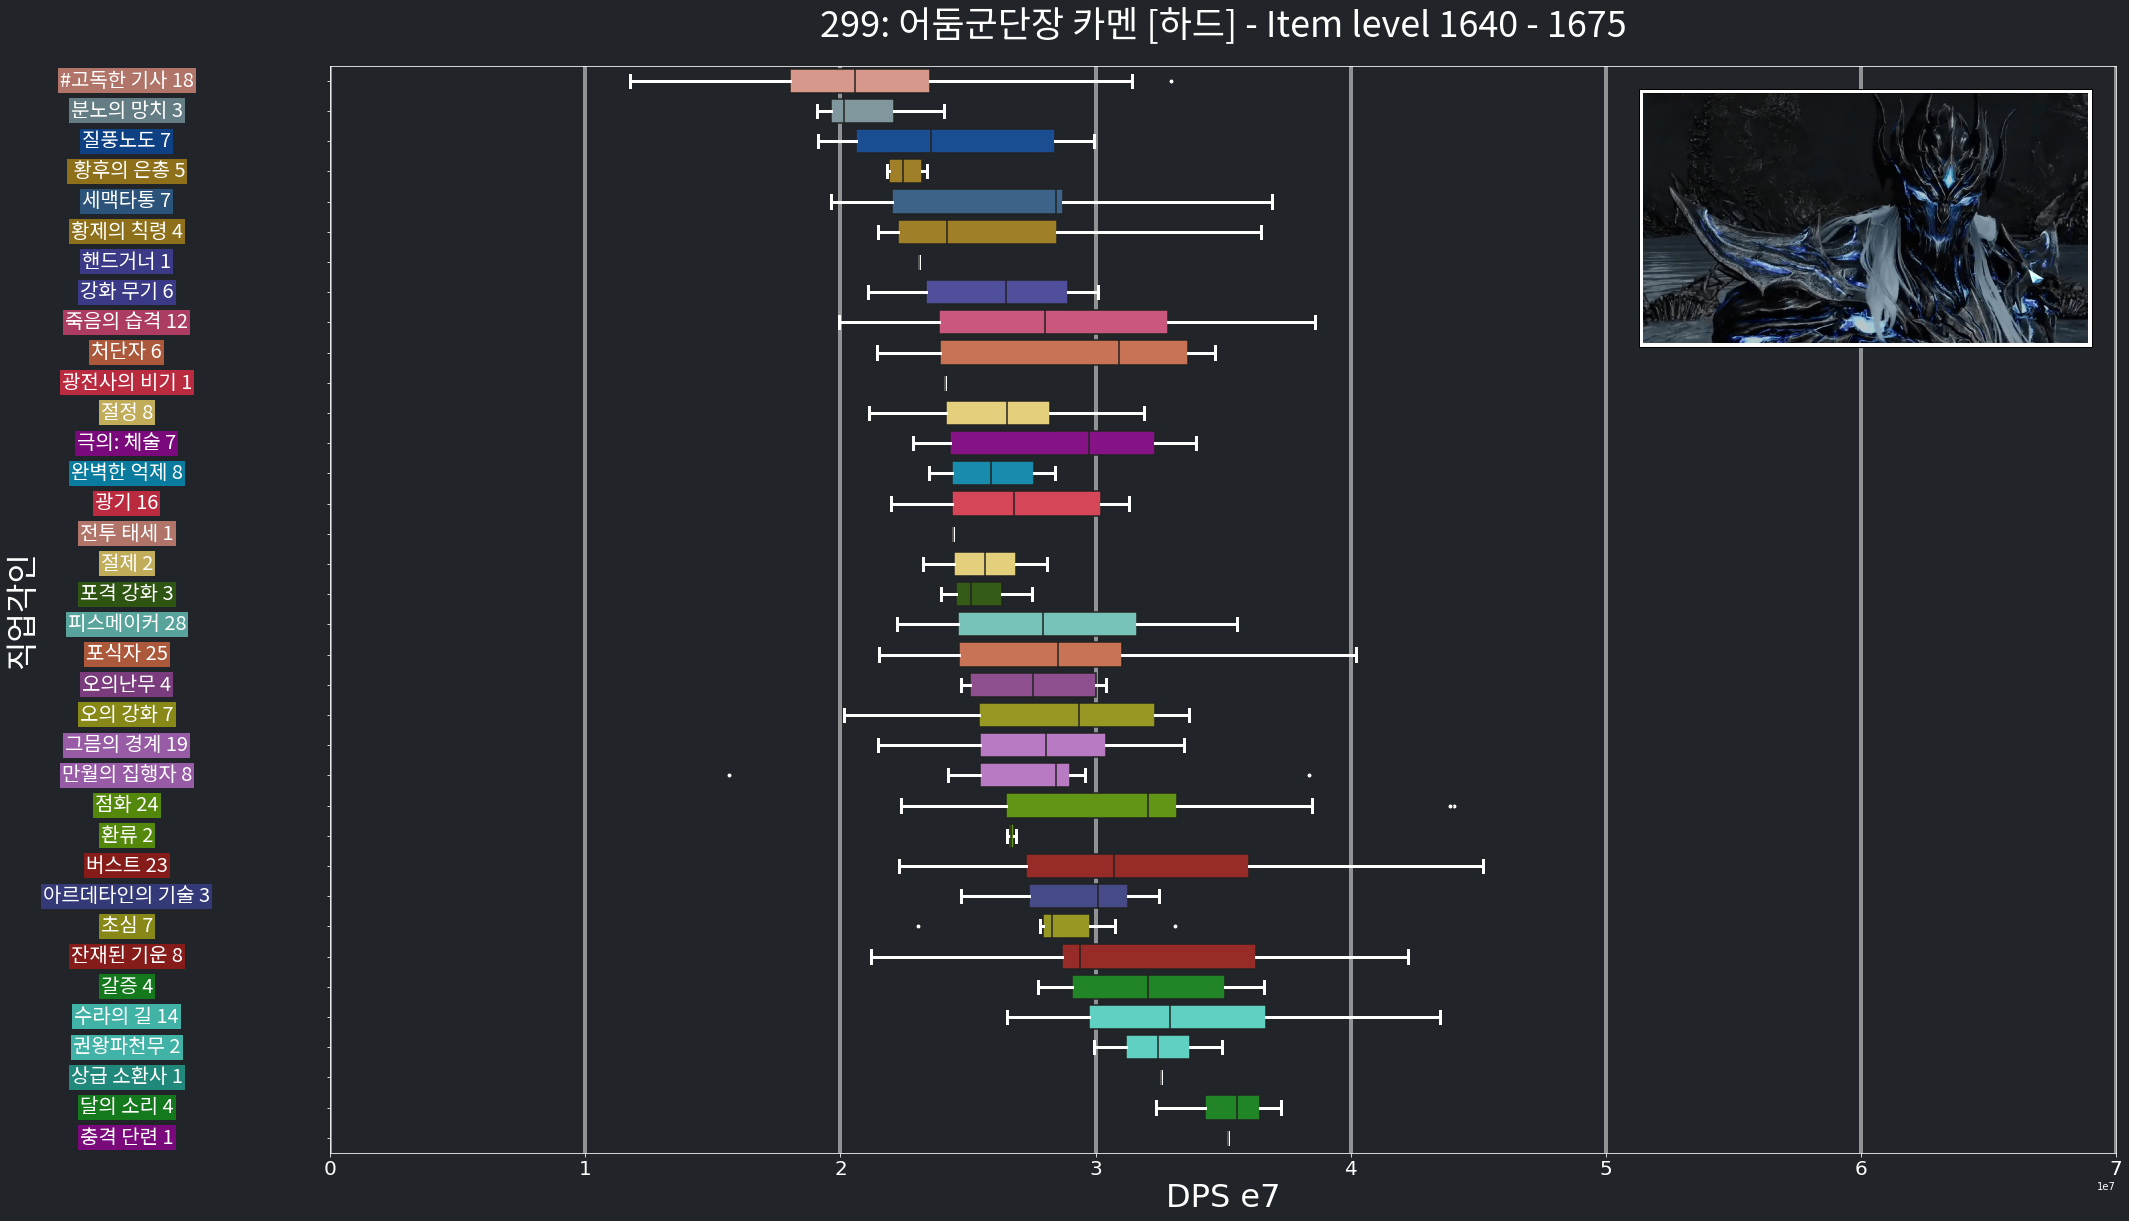 299: 어둠군단장 카멘 [하드] - Item level 1640 - 1675
#고독한 기사 18
분노의 망치 3
질풍노도 7
황후의 은총 5
세맥타통 7
황제의 칙령 4
핸드거너 1
강화 무기 6
죽음의 습격 12
처단자 6
광전사의 비기 1
절정 8
극의: 체술 7
완벽한 억제 8
광기 16
전투 태세 1
절제 2
포격 강화 3
피스메이커 28
포식자 25
오의난무 4
오의 강화 7
그믐의 경계 19
만월의 집행자 8
점화 24
환류 2
버스트 23
아르데타인의 기술 3
초심 7
잔재된 기운 8
갈증 4
수라의 길 14
권왕파천무 2
상급 소환사 1
달의 소리 4
충격 단련 1
직업각인
0 1 2 3 4 5 6 7
1e7
DPS e7